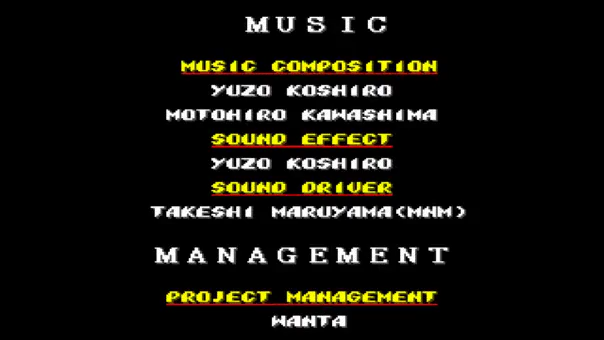 MUSIC
MUSIC COMPOSITION
YUZO KOSHIRO
MOTOHIRO KAWASHIMA
SOUND EFFECT
YUZO KOSHIRO
SOUND DRIVER
TAKESHI MARUYAMA(MNM)
MANAGEMENT
PROJECT MANAGEMENT
WANTA